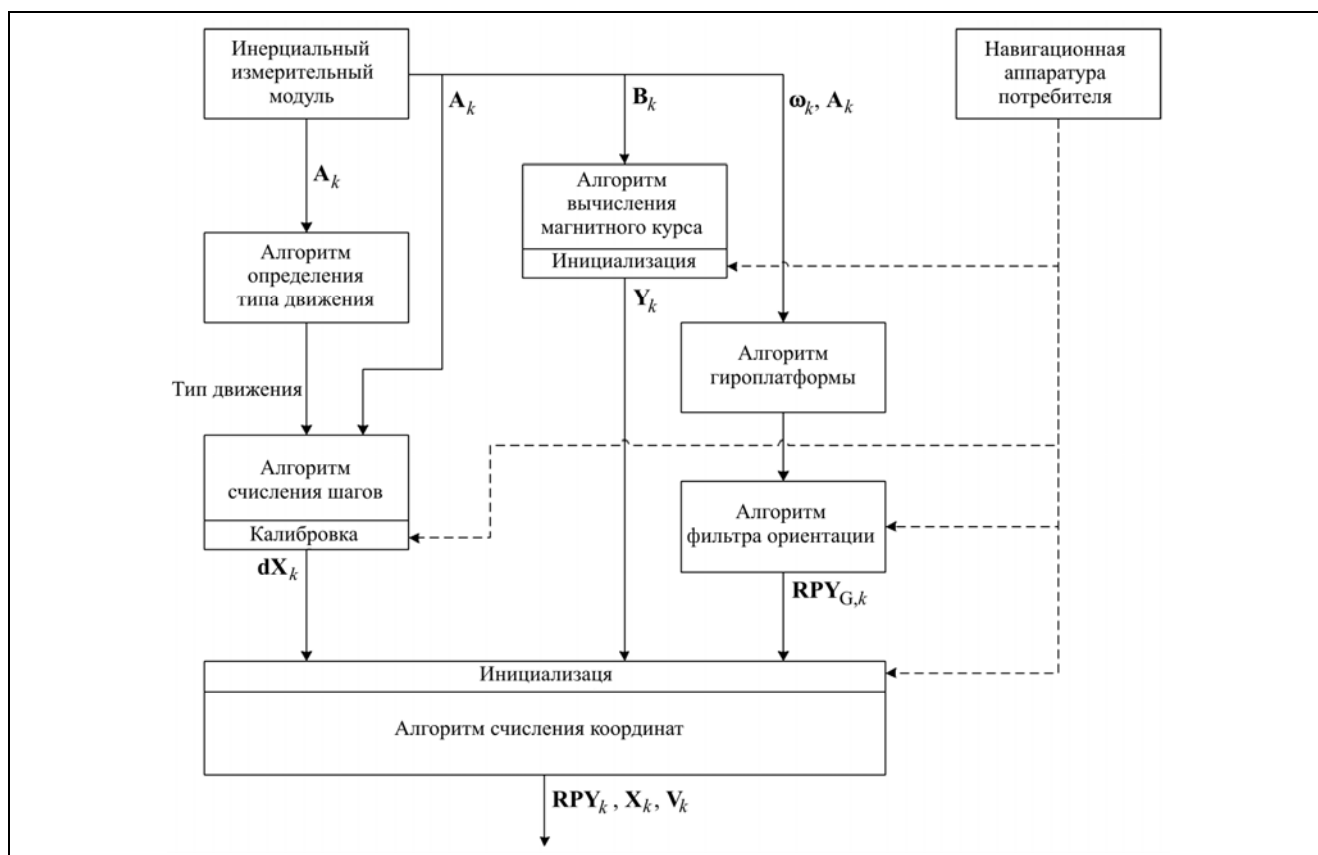 Инерциальный
измерительный
модуль
Навигационная
аппаратура
потребителя
A_k
B_k
ω_k, A_k
A_k
Алгоритм
вычисления
магнитного курса
Инициализация
Алгоритм
определения
типа движения
Y_k
Алгоритм
гироплатформы
Тип движения
Алгоритм
счисления шагов
Калибровка
Алгоритм
фильтра ориентации
dX_k
RPY_G,k
Инициализаця
Алгоритм счисления координат
RPY_k, X_k, V_k